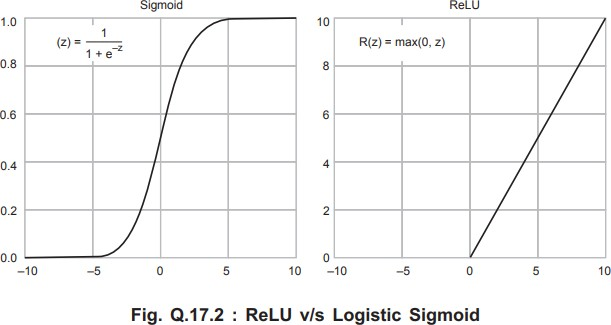 Sigmoid
1.0
(z) = 1 / 1 + e^–z
0.8
0.6
0.4
0.2
0.0
–10 –5 0 5 10
ReLU
10
R(z) = max(0, z)
8
6
4
2
0
–10 –5 0 5 10
Fig. Q.17.2 : ReLU v/s Logistic Sigmoid